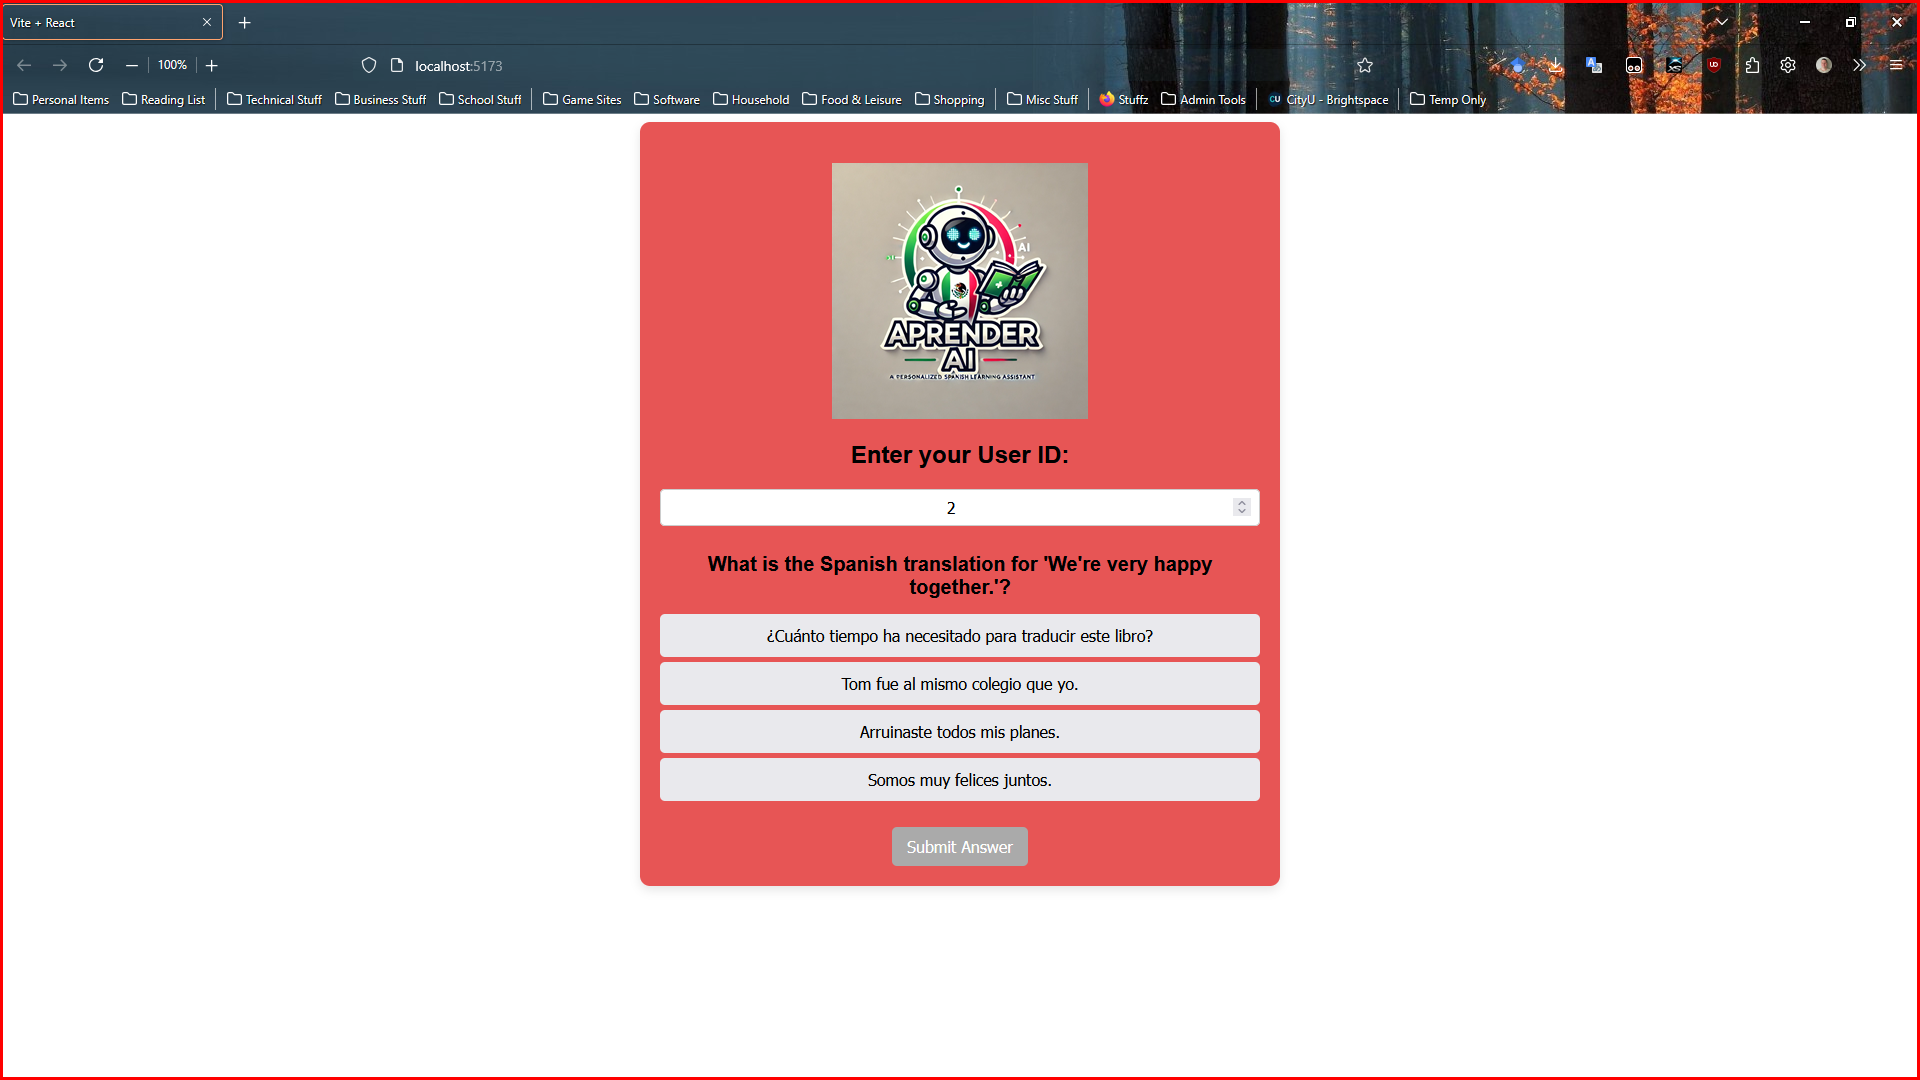 Vite + React
100%
localhost:5173
Personal Items
Reading List
Technical Stuff
Business Stuff
School Stuff
Game Sites
Software
Household
Food & Leisure
Shopping
Misc Stuff
Stuffz
Admin Tools
CU
CityU - Brightspace
Temp Only
AI
APRENDER
AI
A PERSONALIZED SPANISH LEARNING ASSISTANT
Enter your User ID:
2
What is the Spanish translation for 'We're very happy
together.'?
¿Cuánto tiempo ha necesitado para traducir este libro?
Tom fue al mismo colegio que yo.
Arruinaste todos mis planes.
Somos muy felices juntos.
Submit Answer